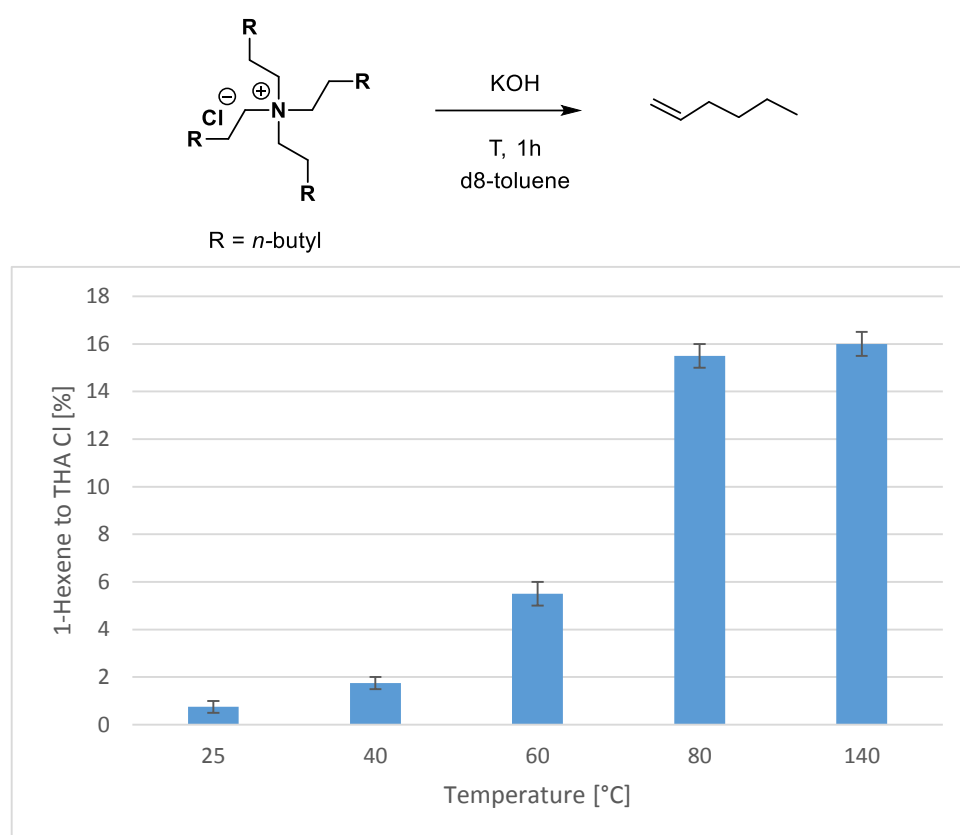 R
R
⊖
⊕
Cl
N
R
R
KOH
T, 1h
d8-toluene
R = n-butyl
18
16
14
12
10
8
6
4
2
0
1-Hexene to THA Cl [%]
25 40 60 80 140
Temperature [°C]